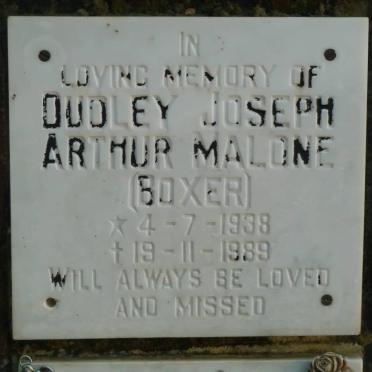 IN
LOVING MEMORY OF
DUDLEY JOSEPH
ARTHUR MALONE
(BOXER)
☆ 4-7-1938
✝ 19-11-1989
WILL ALWAYS BE LOVED
AND MISSED